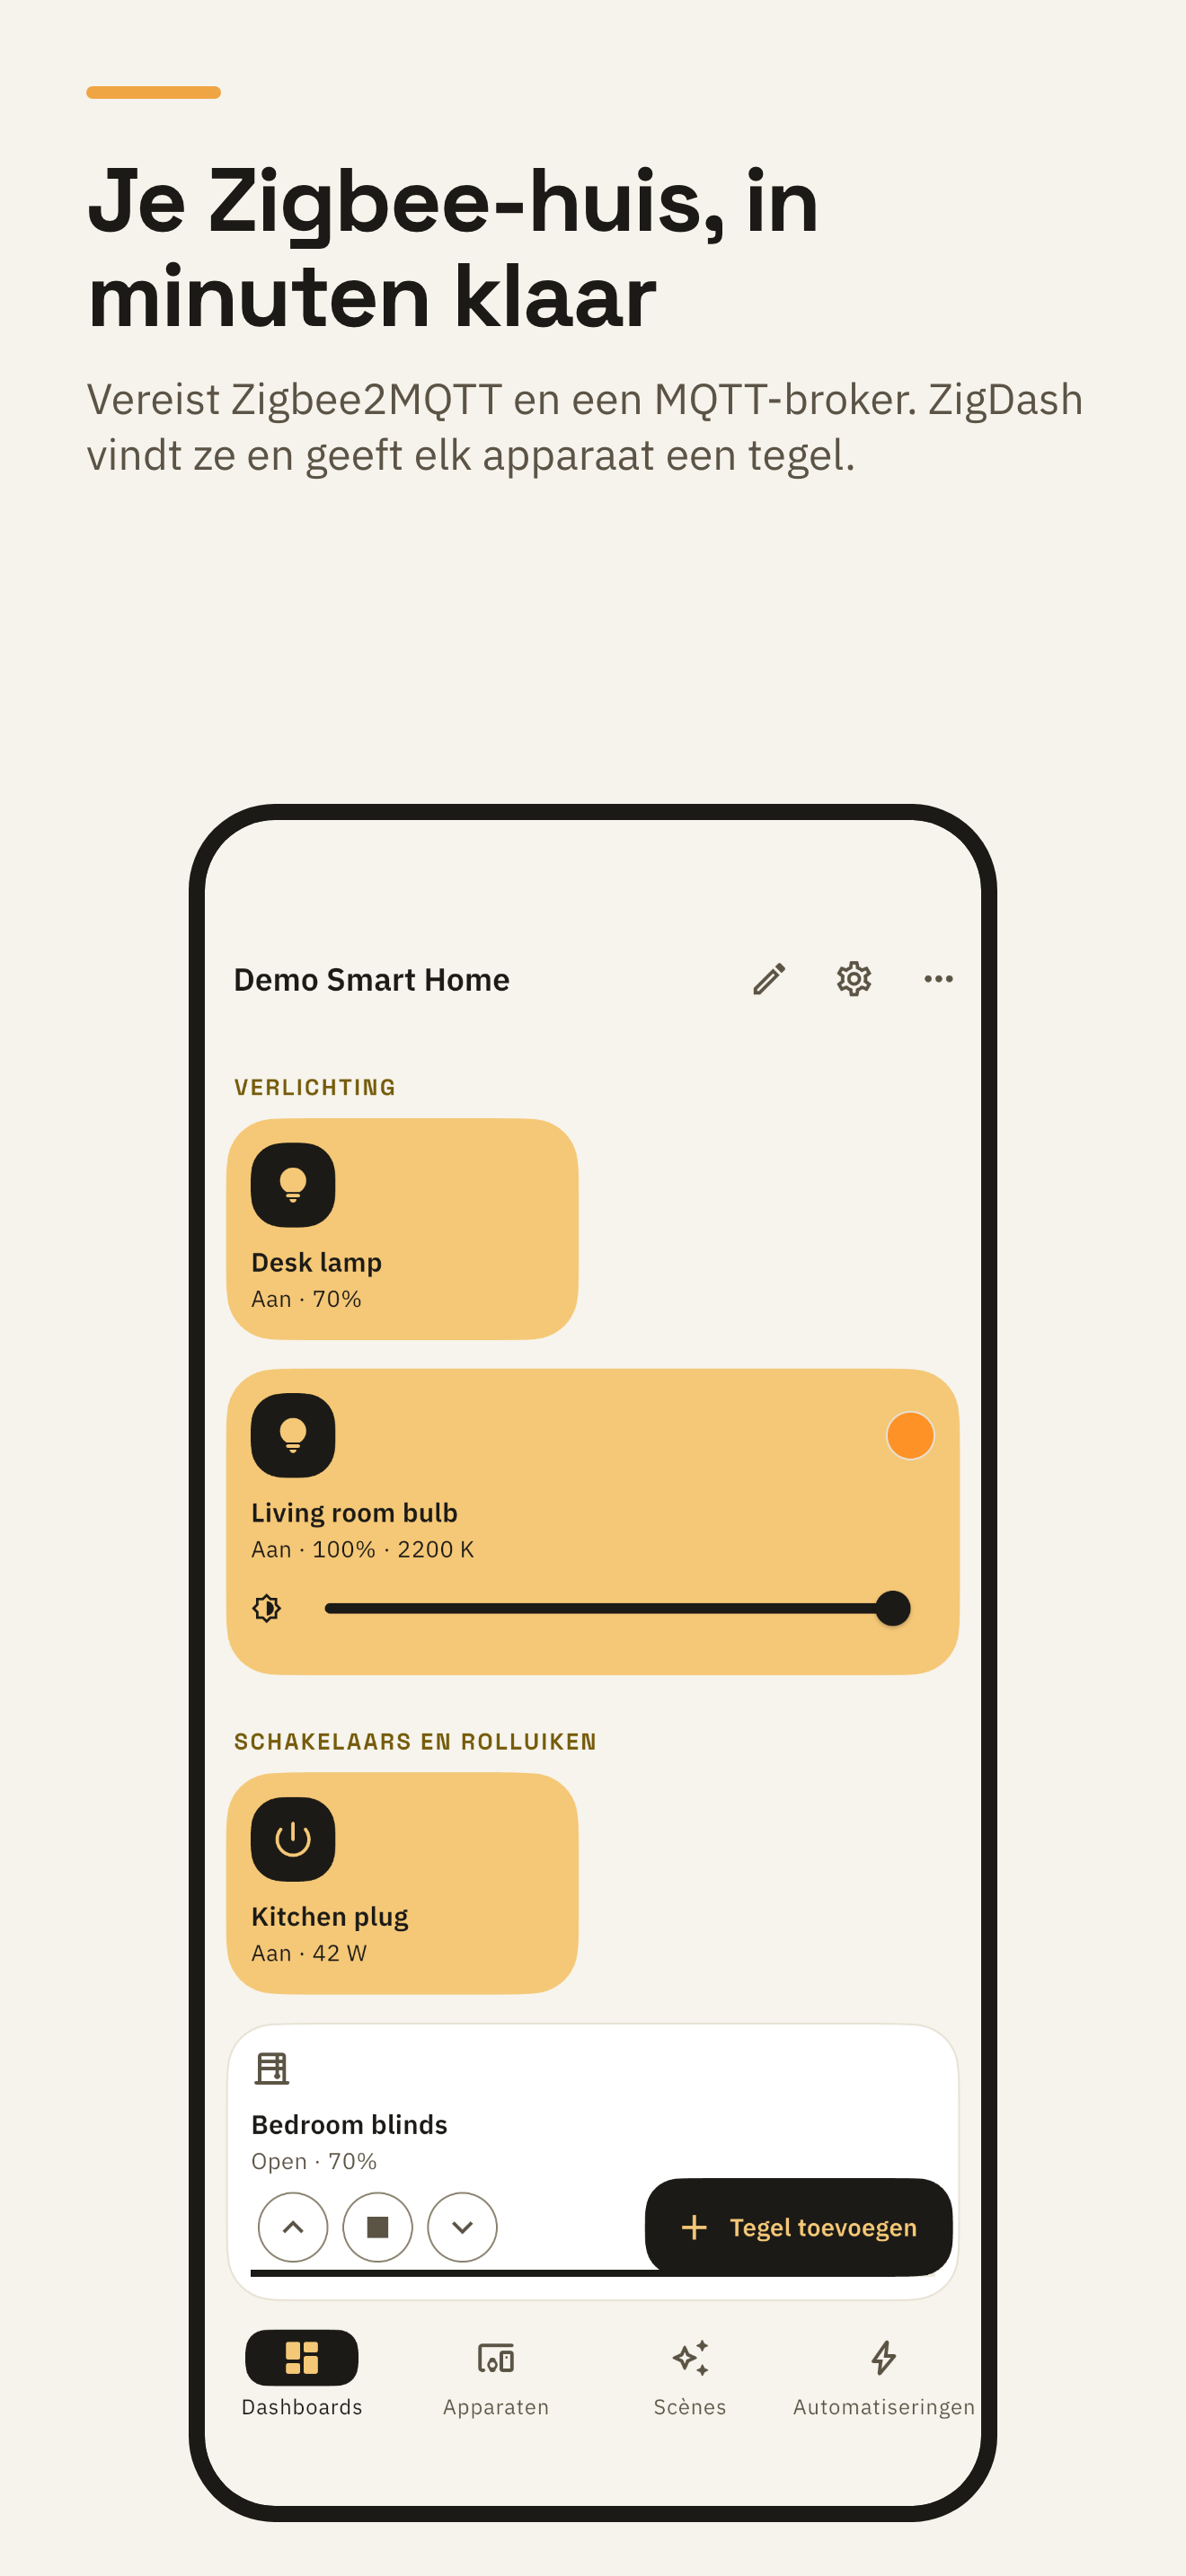 Je Zigbee-huis, in
minuten klaar
Vereist Zigbee2MQTT en een MQTT-broker. ZigDash
vindt ze en geeft elk apparaat een tegel.
Demo Smart Home
VERLICHTING
Desk lamp
Aan · 70%
Living room bulb
Aan · 100% · 2200 K
SCHAKELAARS EN ROLLUIKEN
Kitchen plug
Aan · 42 W
Bedroom blinds
Open · 70%
Tegel toevoegen
Dashboards
Apparaten
Scènes
Automatiseringen